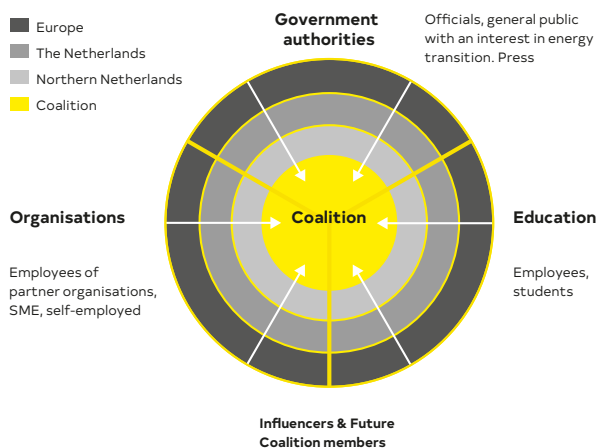 Europe
The Netherlands
Northern Netherlands
Coalition
Government
authorities
Officials, general public
with an interest in energy
transition. Press
Organisations
Employees of
partner organisations,
SME, self-employed
Coalition
Education
Employees,
students
Influencers & Future
Coalition members